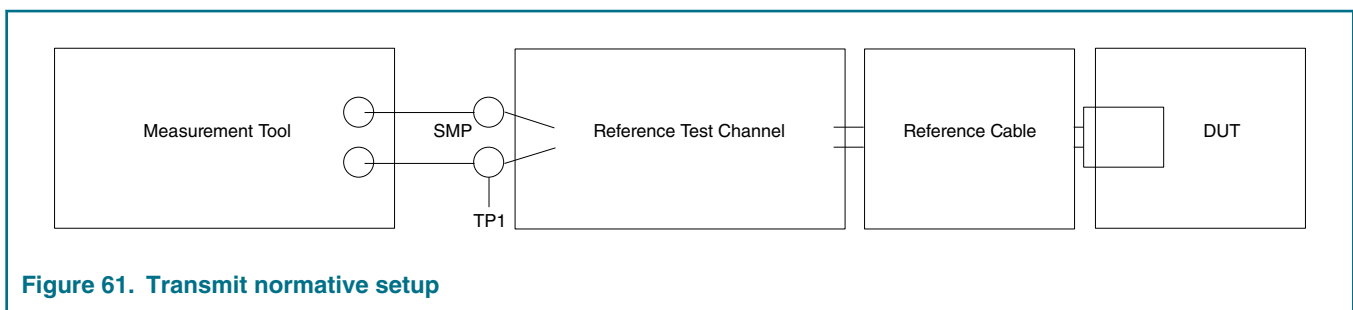 Measurement Tool
SMP
Reference Test Channel
Reference Cable
DUT
TP1
Figure 61. Transmit normative setup